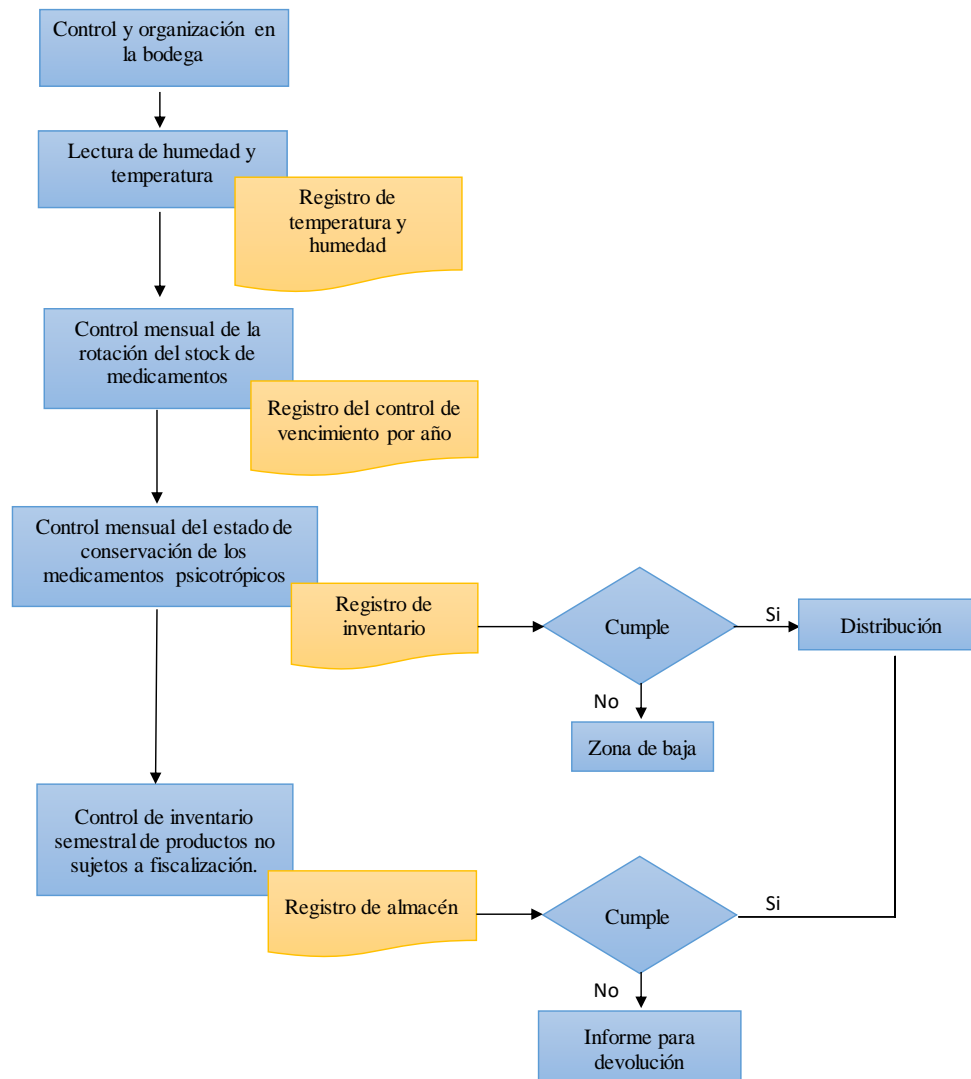 Control y organización en
la bodega
Lectura de humedad y
temperatura
Registro de
temperatura y
humedad
Control mensual de la
rotación del stock de
medicamentos
Registro del control de
vencimiento por año
Control mensual del estado de
conservación de los
medicamentos psicotrópicos
Registro de
inventario
Cumple
Si
Distribución
No
Zona de baja
Control de inventario
semestral de productos no
sujetos a fiscalización.
Registro de almacén
Cumple
Si
No
Informe para
devolución